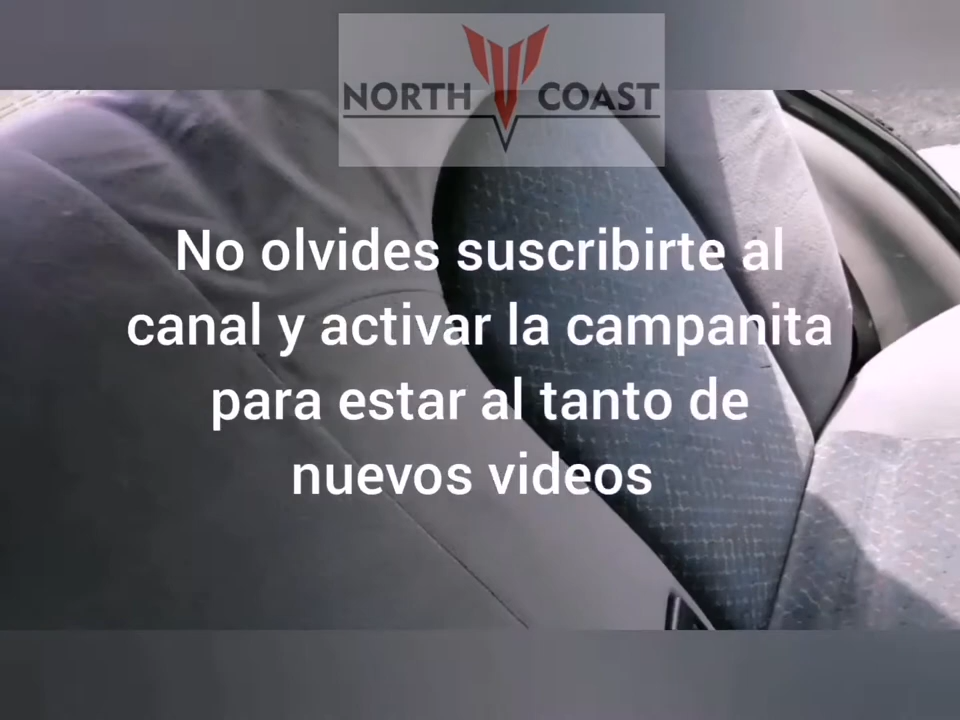 NORTH COAST
No olvides suscribirte al
canal y activar la campanita
para estar al tanto de
nuevos videos